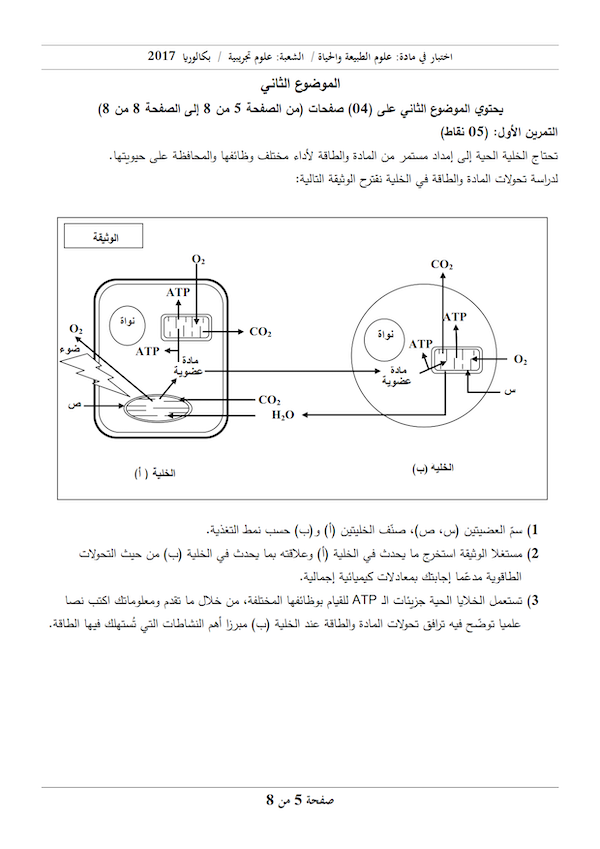 اختبار في مادة: علوم الطبيعة والحياة / الشعبة: علوم تجريبية / بكالوريا 2017
الموضوع الثاني
يحتوي الموضوع الثاني على (04) صفحات (من الصفحة 5 من 8 إلى الصفحة 8 من 8)
التمرين الأول: (05 نقاط)
تحتاج الخلية الحية إلى إمداد مستمر من المادة والطاقة لأداء مختلف وظائفها والمحافظة على حيويتها.
لدراسة تحولات المادة والطاقة في الخلية نقترح الوثيقة التالية:
الوثيقة
O2
ATP
نواة
CO2
ATP
O2
ضوء
مادة
عضوية
ص
CO2
H2O
الخلية ( أ )
CO2
ATP
نواة
ATP
O2
مادة
عضوية
س
الخليه (ب)
1) سمّ العضيتين (س، ص)، صنّف الخليتين (أ) و(ب) حسب نمط التغذية.
2) مستغلا الوثيقة استخرج ما يحدث في الخلية (أ) وعلاقته بما يحدث في الخلية (ب) من حيث التحولات
الطاقوية مدعّما إجابتك بمعادلات كيميائية إجمالية.
3) تستعمل الخلايا الحية جزيئات الـ ATP للقيام بوظائفها المختلفة، من خلال ما تقدم ومعلوماتك اكتب نصا
علميا توضّح فيه ترافق تحولات المادة والطاقة عند الخلية (ب) مبرزا أهم النشاطات التي تُستهلك فيها الطاقة.
صفحة 5 من 8